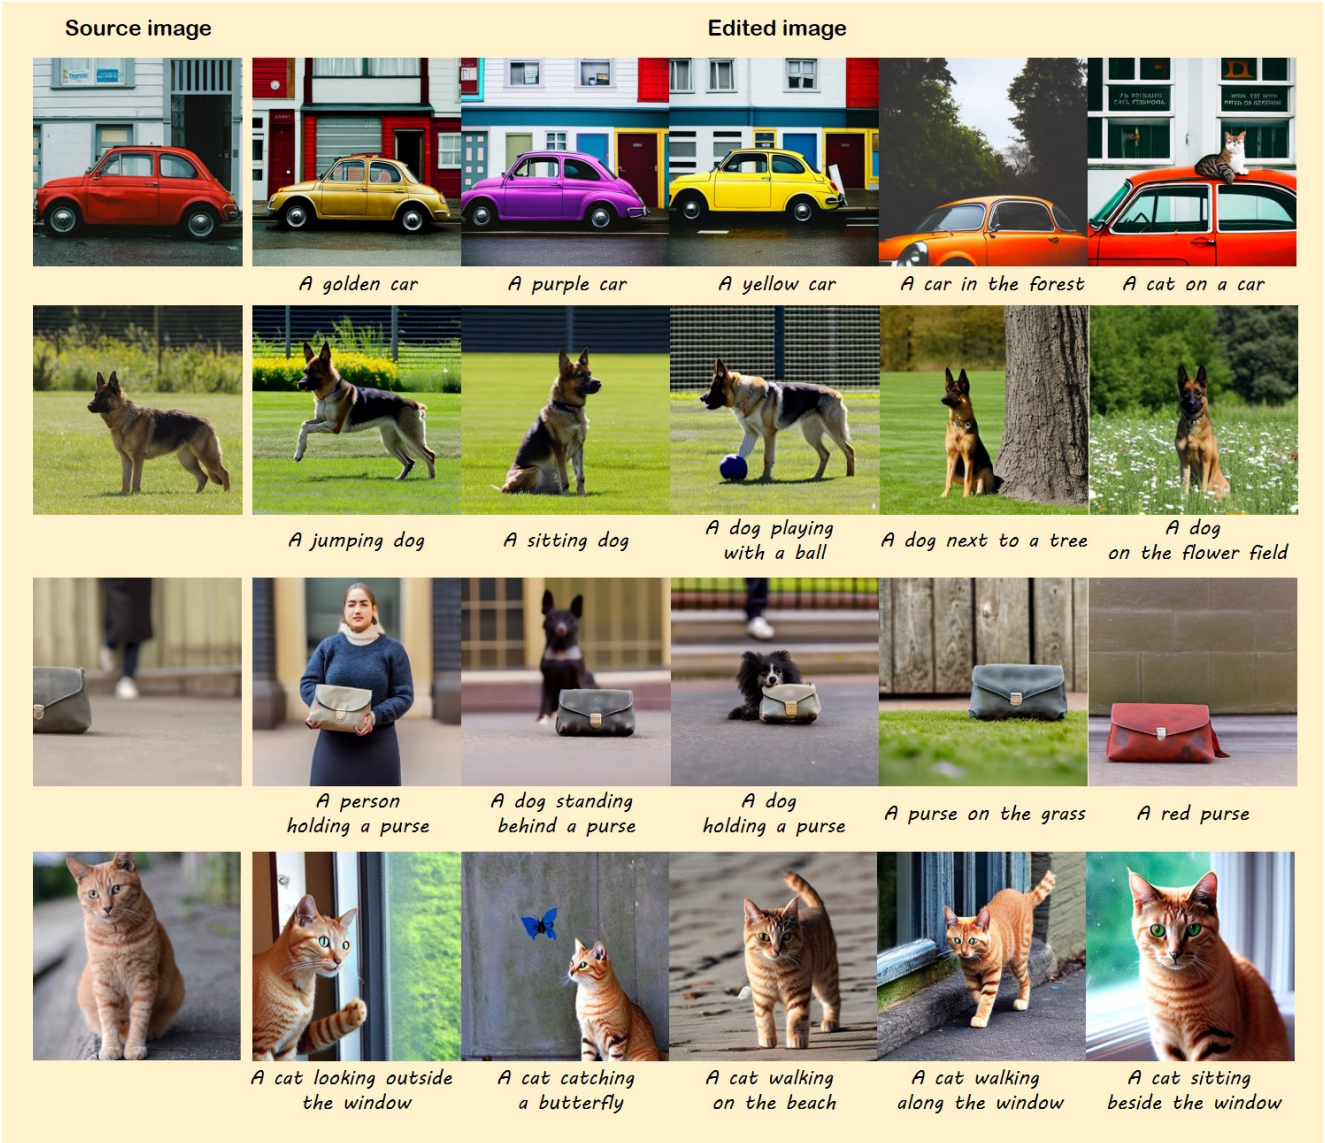 Source image
Edited image
A golden car
A purple car
A yellow car
A car in the forest
A cat on a car
A jumping dog
A sitting dog
A dog playing
with a ball
A dog next to a tree
A dog
on the flower field
A person
holding a purse
A dog standing
behind a purse
A dog
holding a purse
A purse on the grass
A red purse
A cat looking outside
the window
A cat catching
a butterfly
A cat walking
on the beach
A cat walking
along the window
A cat sitting
beside the window